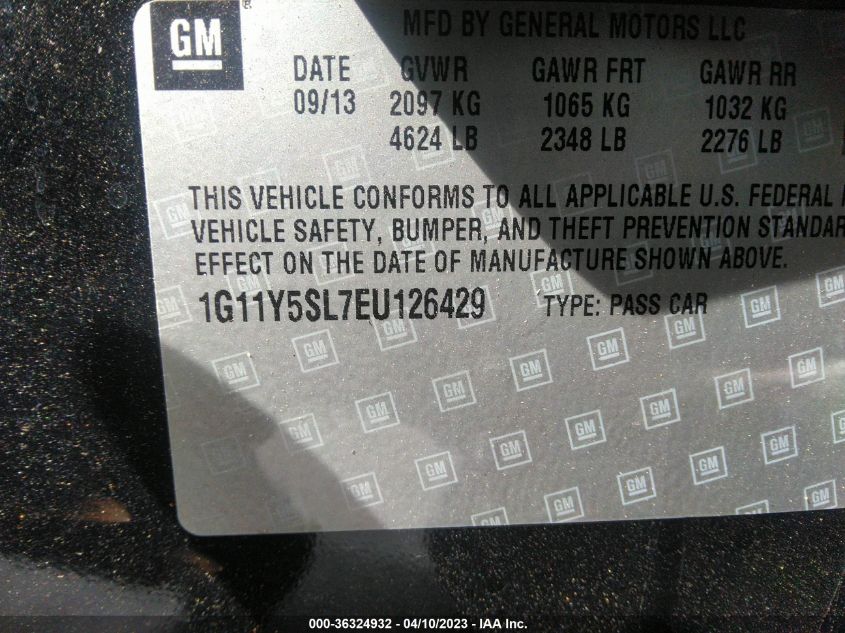 GM
MFD BY GENERAL MOTORS LLC
DATE GVWR GAWR FRT GAWR RR
09/13 2097 KG 1065 KG 1032 KG
4624 LB 2348 LB 2276 LB
THIS VEHICLE CONFORMS TO ALL APPLICABLE U.S. FEDERAL
VEHICLE SAFETY, BUMPER, AND THEFT PREVENTION STANDAR
EFFECT ON THE DATE OF MANUFACTURE SHOWN ABOVE.
1G11Y5SL7EU126429 TYPE: PASS CAR
000-36324932 - 04/10/2023 - IAA Inc.